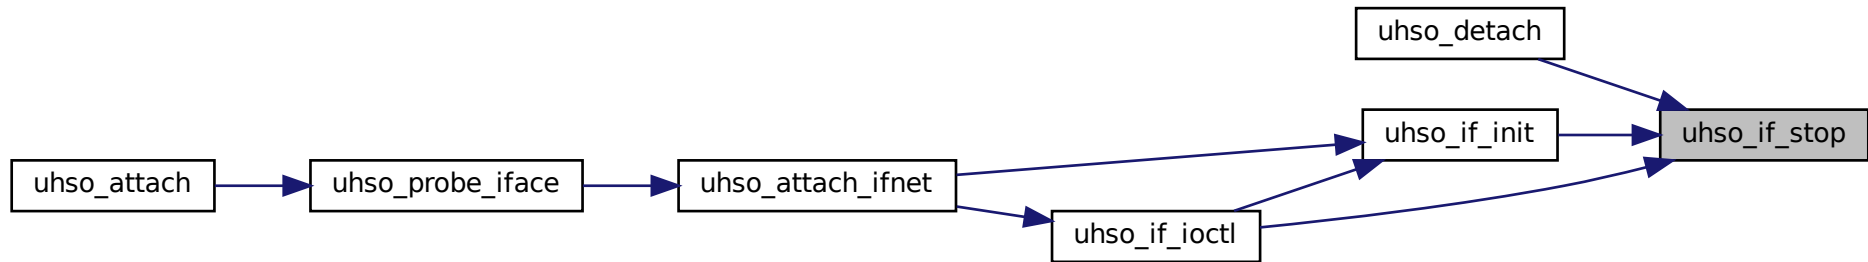 uhso_detach
uhso_if_init
uhso_if_stop
uhso_attach
uhso_probe_iface
uhso_attach_ifnet
uhso_if_ioctl